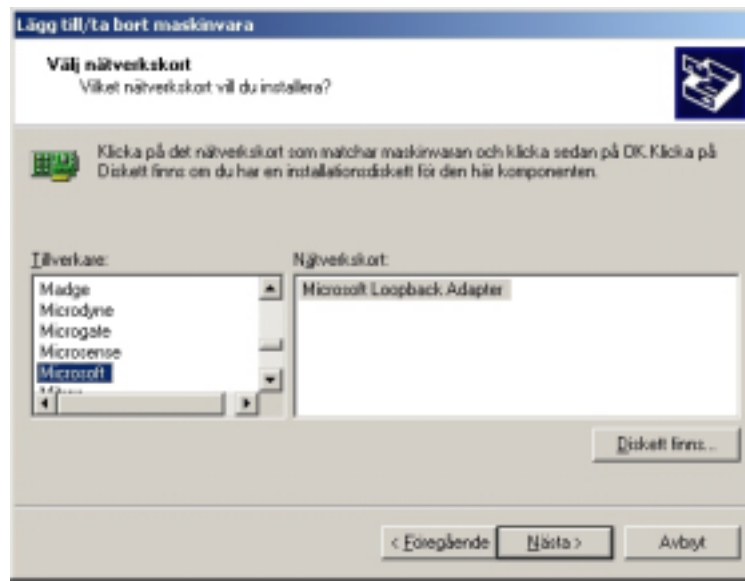 Lägg till/ta bort maskinvara
Välj nätverkskort
Vilket nätverkskort vill du installera?
Klicka på det nätverkskort som matchar maskinvaran och klicka sedan på OK. Klicka på
Diskett finns om du har en installationsdiskett för den här komponenten.
Tillverkare:
Madge
Microdyne
Microgate
Microsense
Microsoft
Nätverkskort:
Microsoft Loopback Adapter
Diskett finns...
< Föregående
Nästa >
Avbryt